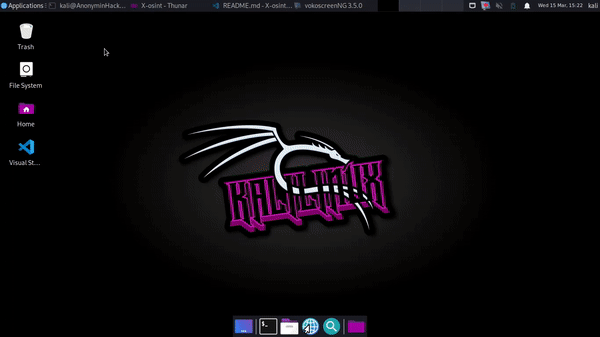 Applications
kali@AnonyminHack...
X-osint - Thunar
README.md - X-osint...
vokoscreenNG 3.5.0
Wed 15 Mar, 15:22
kali
Trash
File System
Home
Visual St...
KALI LINUX
$_